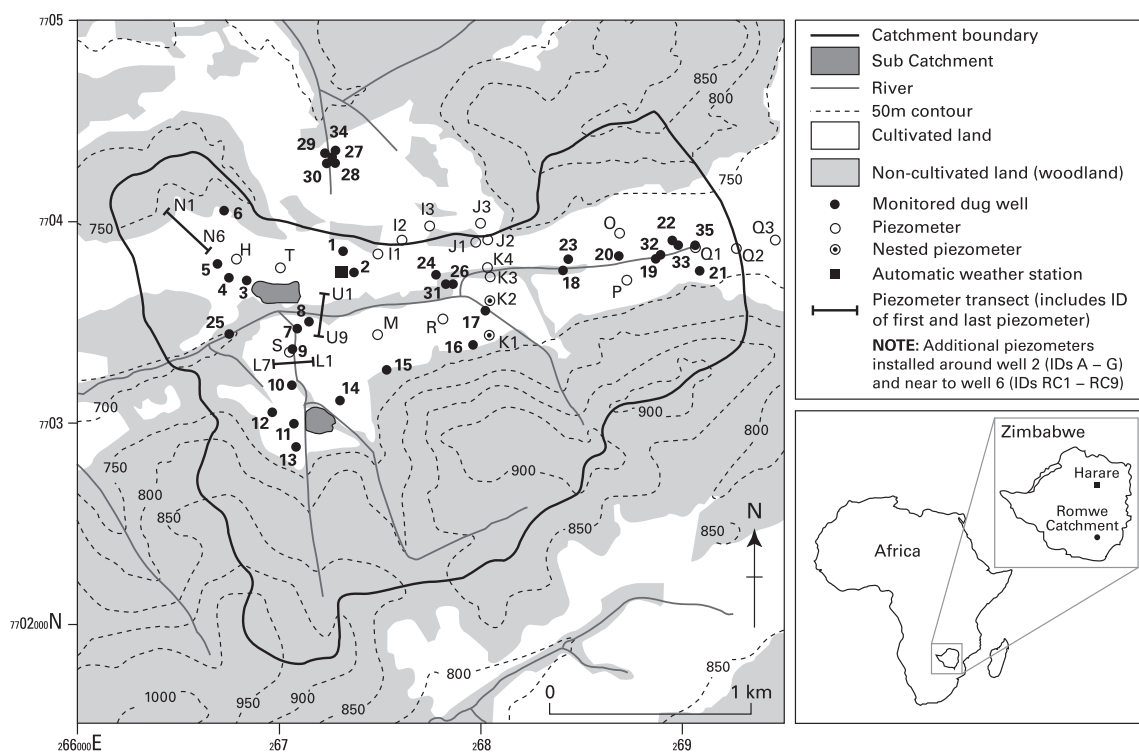 7705
850
800
34
29
27
30
28
750
7704
N1
6
750
N6
H
T
5
4
3
1
2
I1
I2
I3
J3
J1
J2
K4
K3
K2
24
26
31
23
18
O
20
P
22
32
19
33
35
Q1
21
Q2
Q3
25
U1
U9
8
7
S
9
L7
L1
M
R
17
16
K1
15
10
14
12
11
13
700
7703
900
800
750
800
850
900
850
850
N
7702000N
800
850
1000
950
900
850
0
1 km
266000E
267
268
269
Catchment boundary
Sub Catchment
River
50m contour
Cultivated land
Non-cultivated land (woodland)
Monitored dug well
Piezometer
Nested piezometer
Automatic weather station
Piezometer transect (includes ID
of first and last piezometer)
NOTE: Additional piezometers
installed around well 2 (IDs A – G)
and near to well 6 (IDs RC1 – RC9)
Zimbabwe
Harare
Romwe
Catchment
Africa